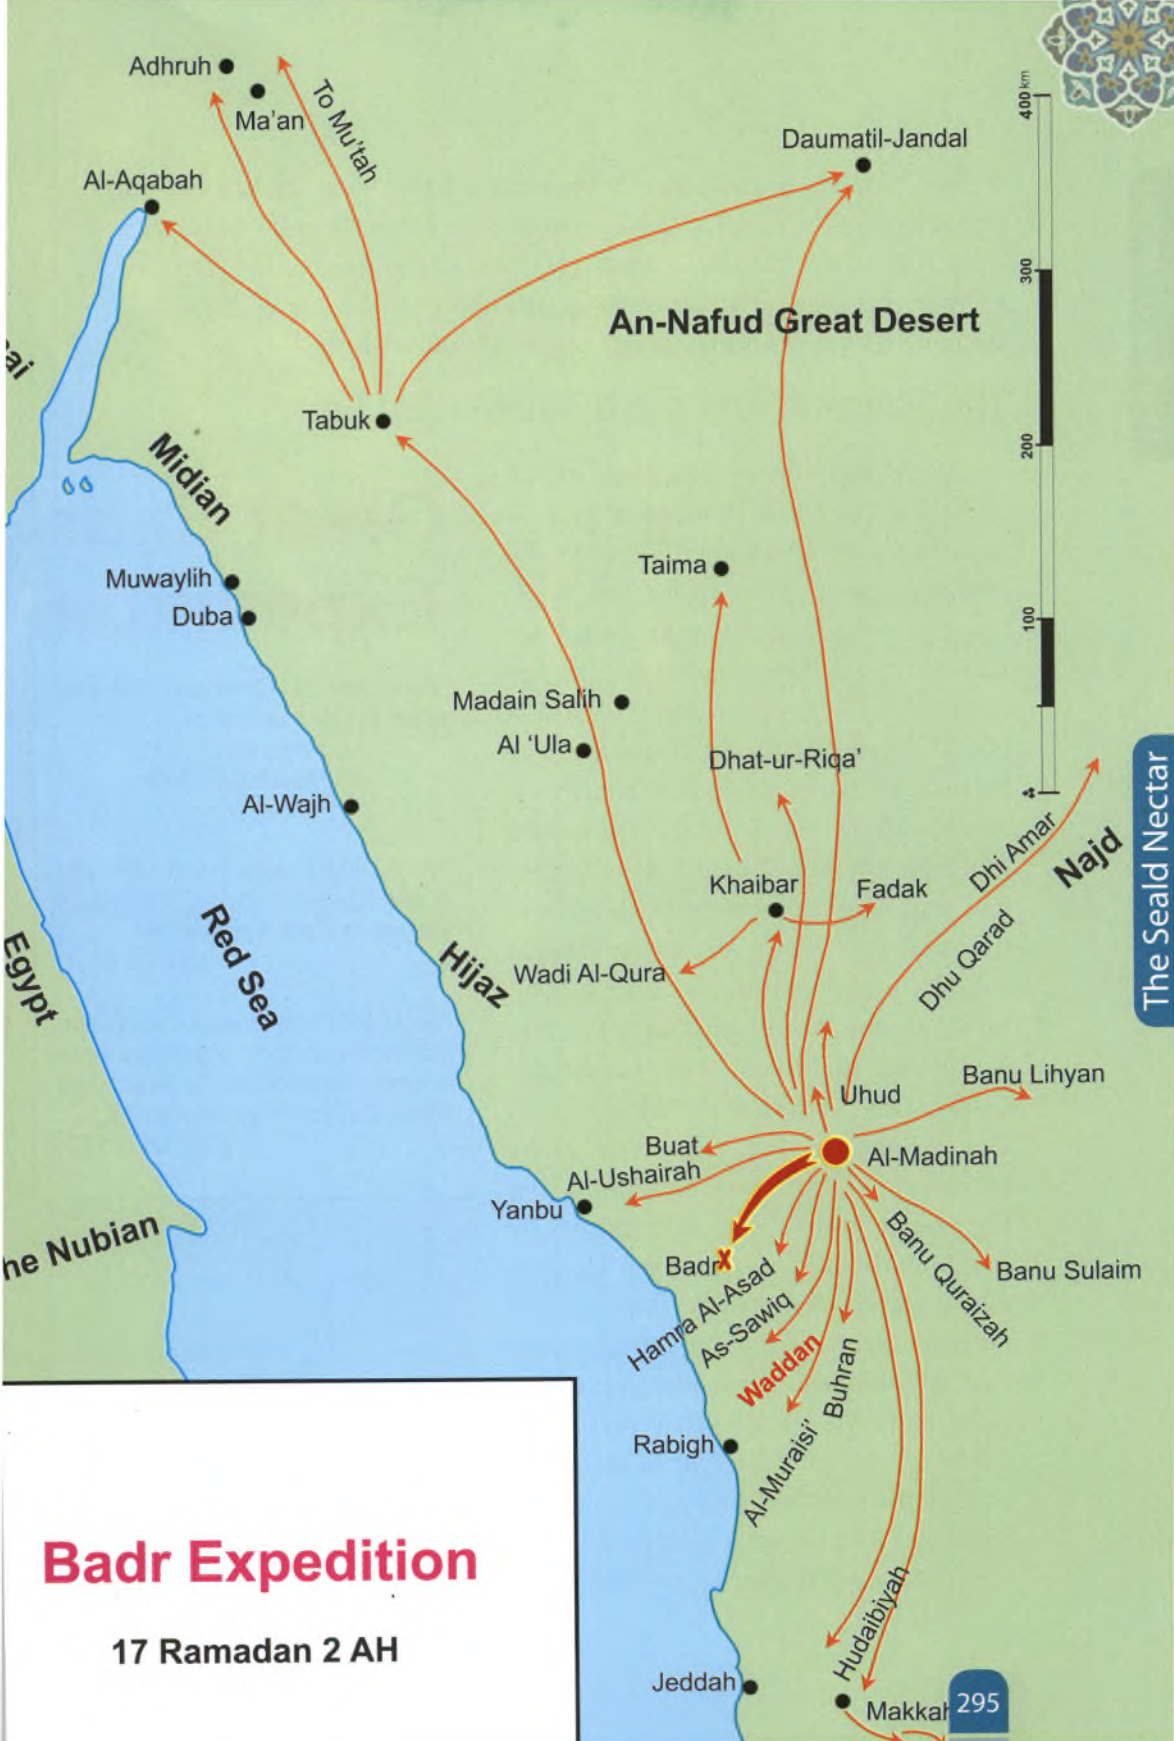 Adhruh
Ma'an
To Mu'tah
Al-Aqabah
Daumatil-Jandal
400 km
300
200
100
An-Nafud Great Desert
Tabuk
Midian
Muwaylih
Duba
Taima
Madain Salih
Al 'Ula
Dhat-ur-Riqa'
Al-Wajh
Khaibar
Fadak
Dhi Amar
Najd
The Seald Nectar
Red Sea
Hijaz
Wadi Al-Qura
Dhu Qarad
Egypt
Uhud
Banu Lihyan
Buat
Al-Madinah
Al-Ushairah
Yanbu
he Nubian
Badr
Banu Quraizah
Banu Sulaim
Hamra Al-Asad
As-Sawiq
Waddan
Buhran
Rabigh
Al-Muraisi'
Badr Expedition
17 Ramadan 2 AH
Hudaibiyah
Jeddah
Makkah
295